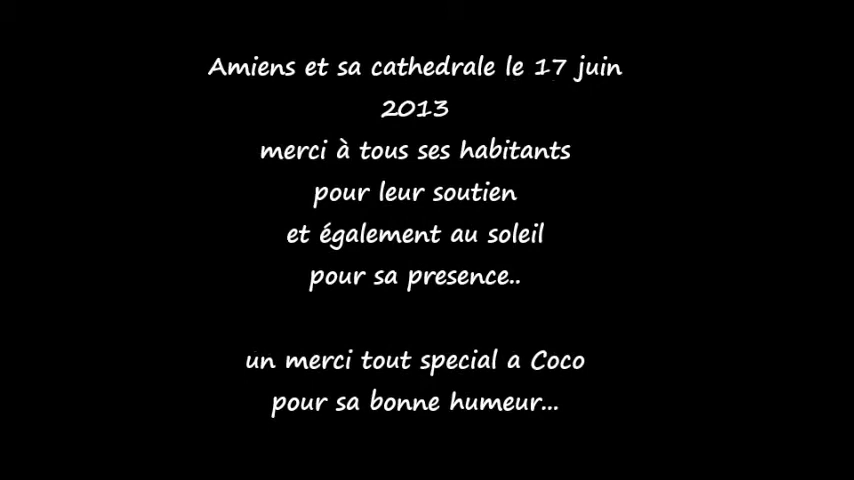 Amiens et sa cathedrale le 17 juin
2013
merci à tous ses habitants
pour leur soutien
et également au soleil
pour sa presence..
un merci tout special a Coco
pour sa bonne humeur...